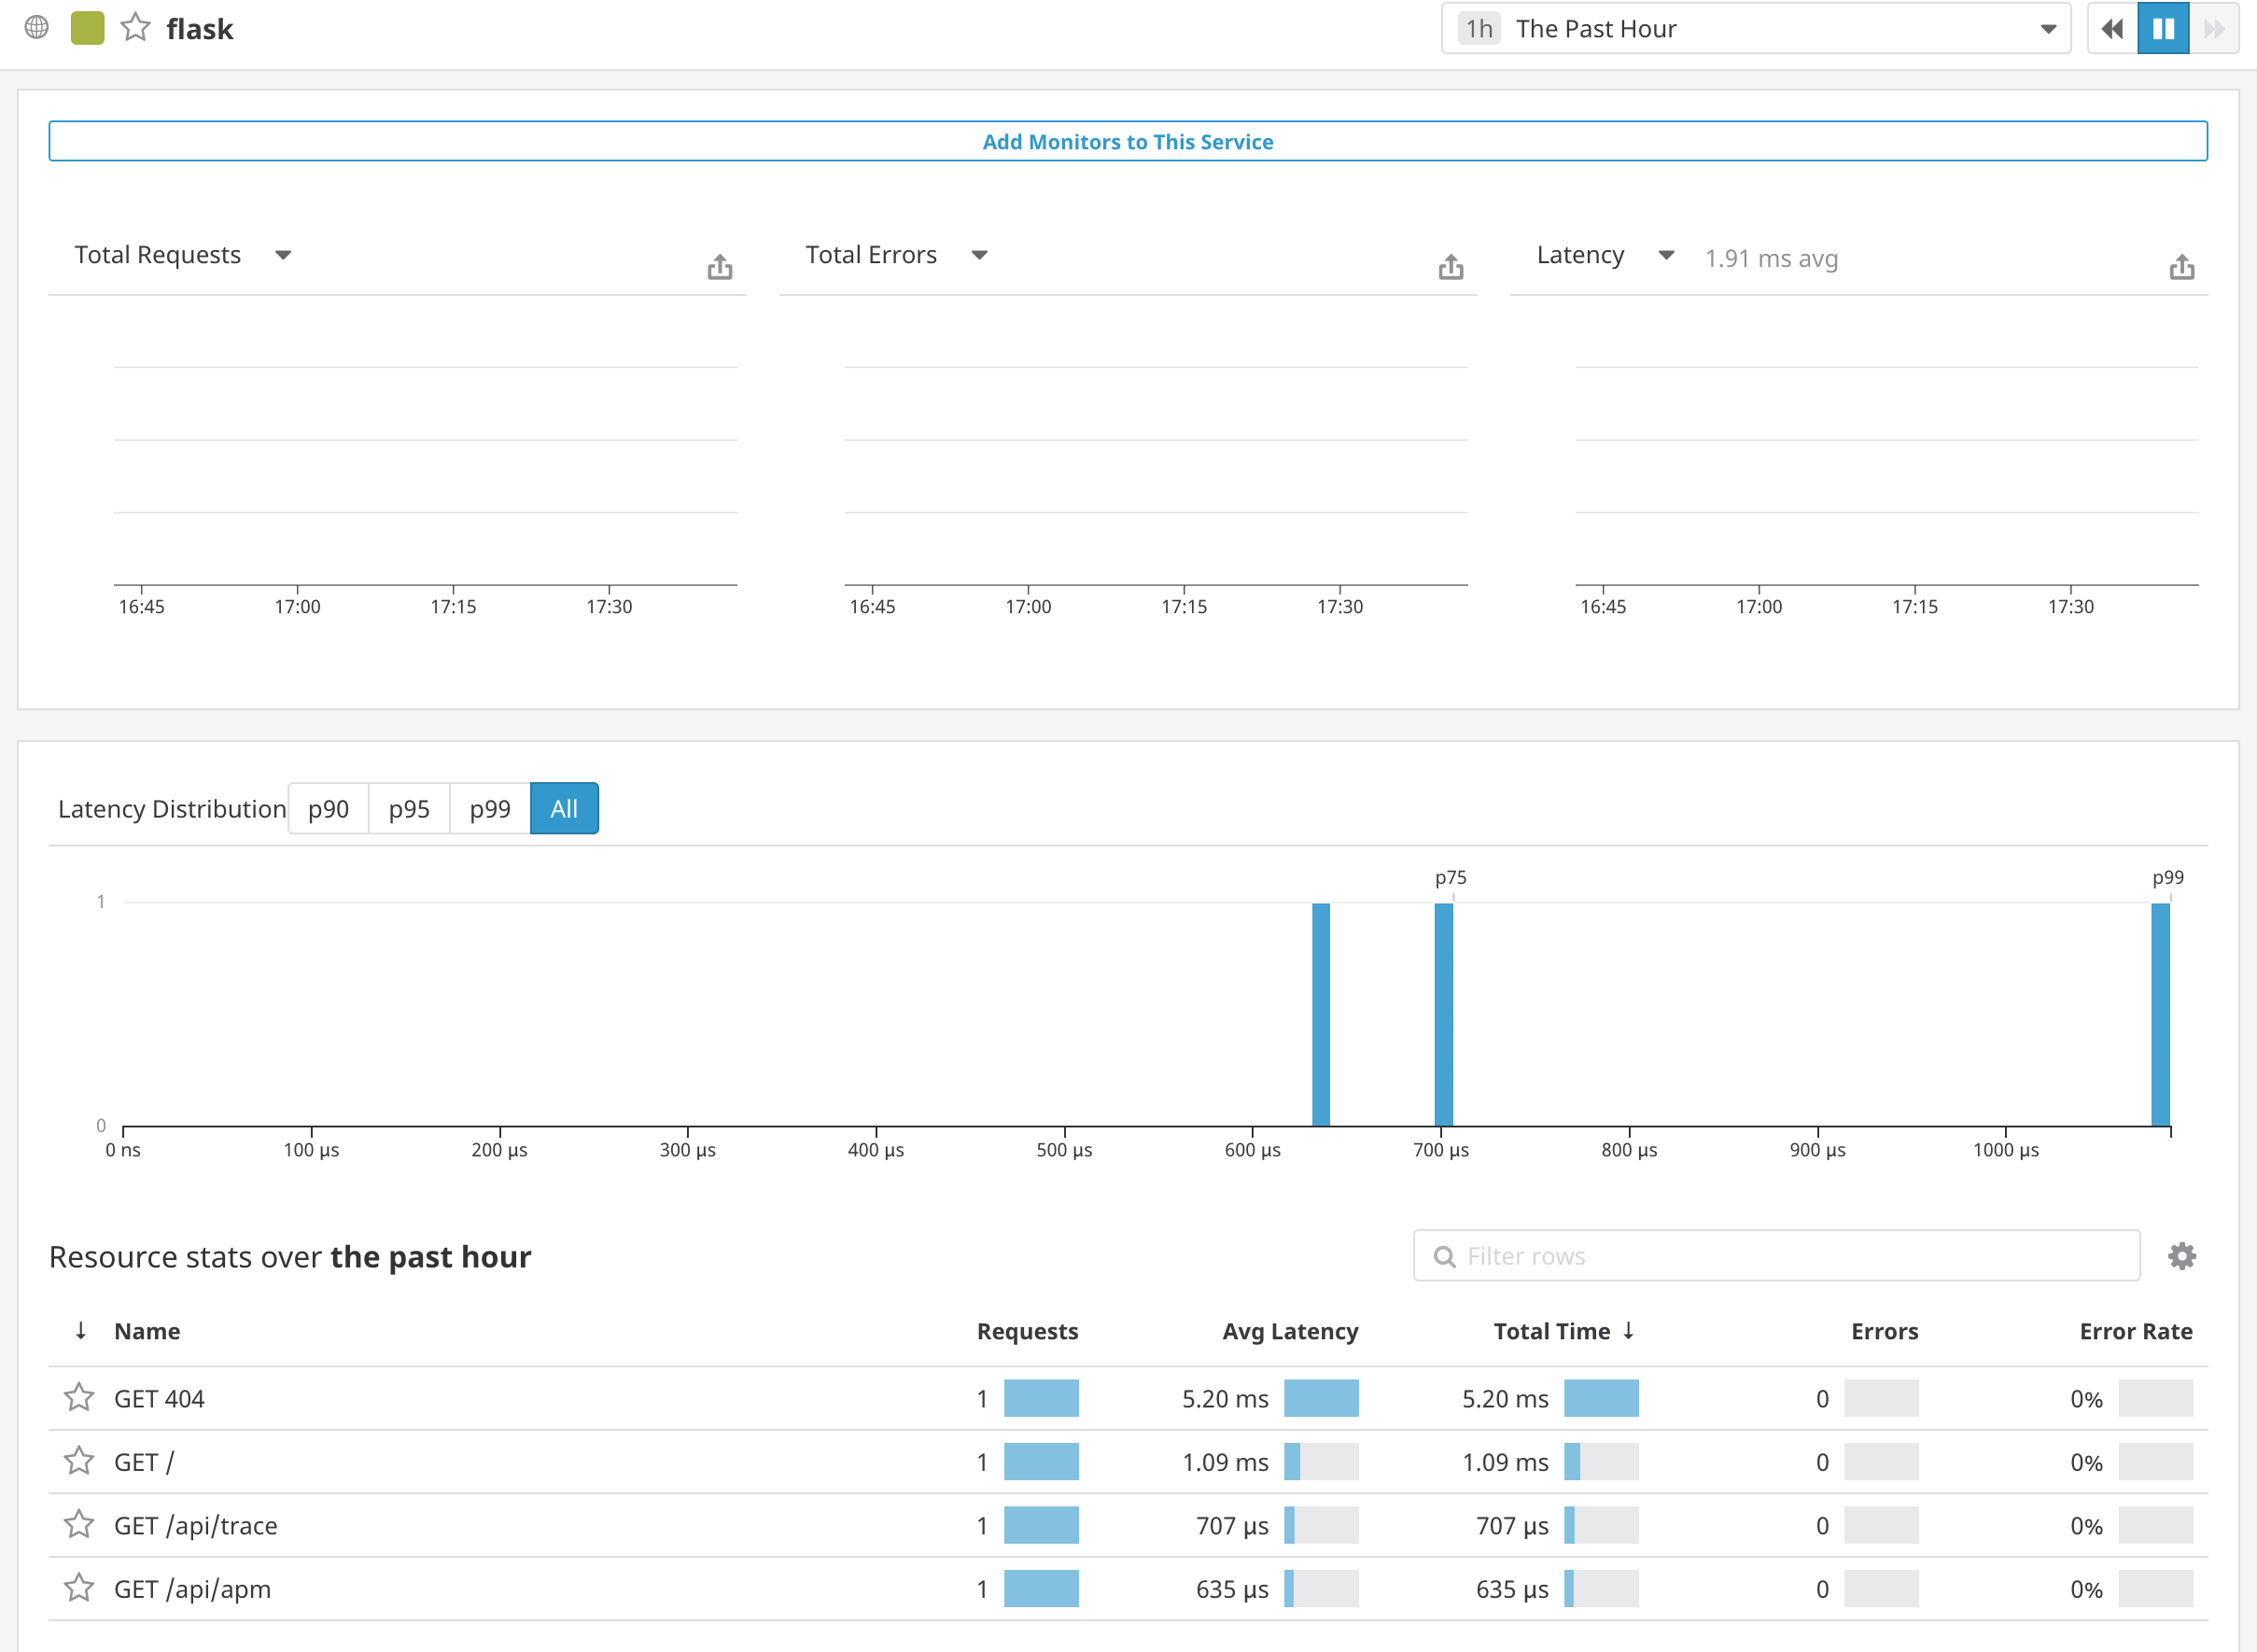 flask
1h The Past Hour
Add Monitors to This Service
Total Requests
Total Errors
Latency 1.91 ms avg
16:45 17:00 17:15 17:30
16:45 17:00 17:15 17:30
16:45 17:00 17:15 17:30
Latency Distribution p90 p95 p99 All
p75 p99
1
0
0 ns 100 µs 200 µs 300 µs 400 µs 500 µs 600 µs 700 µs 800 µs 900 µs 1000 µs
Resource stats over the past hour
Filter rows
↓ Name Requests Avg Latency Total Time ↓ Errors Error Rate
GET 404 1 5.20 ms 5.20 ms 0 0%
GET / 1 1.09 ms 1.09 ms 0 0%
GET /api/trace 1 707 µs 707 µs 0 0%
GET /api/apm 1 635 µs 635 µs 0 0%